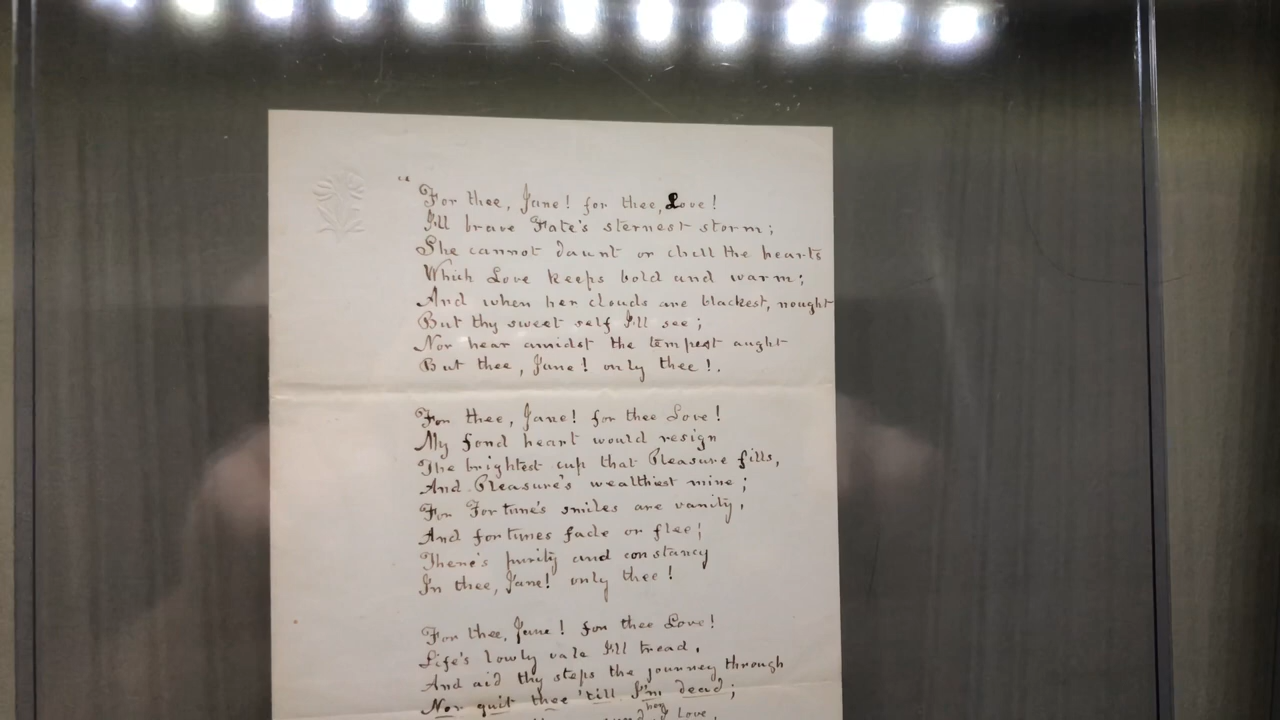 "For thee, Jane! for thee, Love!
I'll brave Fate's sternest storm;
She cannot daunt or chill the hearts
Which Love keeps bold and warm;
And when her clouds are blackest, nought
But thy sweet self I'll see;
Nor hear amidst the tempest aught
But thee, Jane! only thee!.
For thee, Jane! for thee Love!
My fond heart would resign
The brightest cup that Pleasure fills,
And Pleasure's wealthiest mine;
For Fortune's smiles are vanity,
And fortunes fade or flee;
There's purity and constancy
In thee, Jane! only thee!
For thee, Jane! for thee Love!
Life's lowly vale I'll tread,
And aid thy steps the journey through
Nor quit thee 'till I'm dead;
Love,